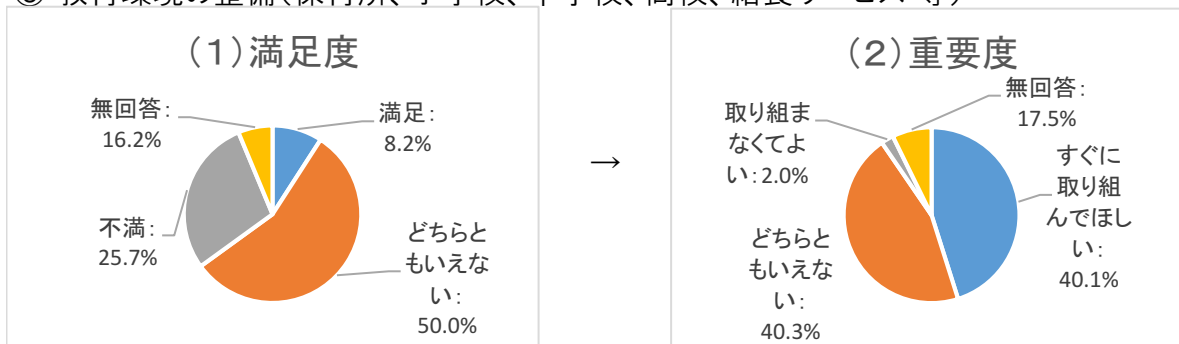 (1)満足度
無回答:
16.2%
満足:
8.2%
不満:
25.7%
どちらと
もいえな
い:
50.0%
→
(2)重要度
取り組ま
なくてよ
い:2.0%
無回答:
17.5%
すぐに
取り組
んでほし
い:
40.1%
どちらと
もいえな
い:
40.3%